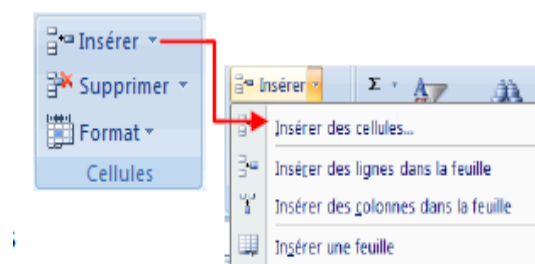 Insérer
Supprimer
Format
Cellules
Insérer
Σ
Insérer des cellules...
Insérer des lignes dans la feuille
Insérer des colonnes dans la feuille
Insérer une feuille